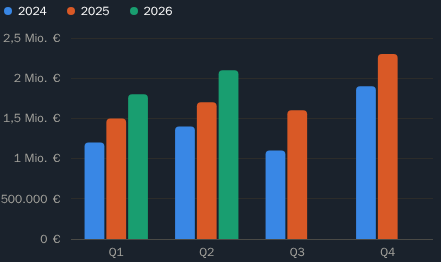 2024 2025 2026
2,5 Mio. €
2 Mio. €
1,5 Mio. €
1 Mio. €
500.000 €
0 €
Q1 Q2 Q3 Q4